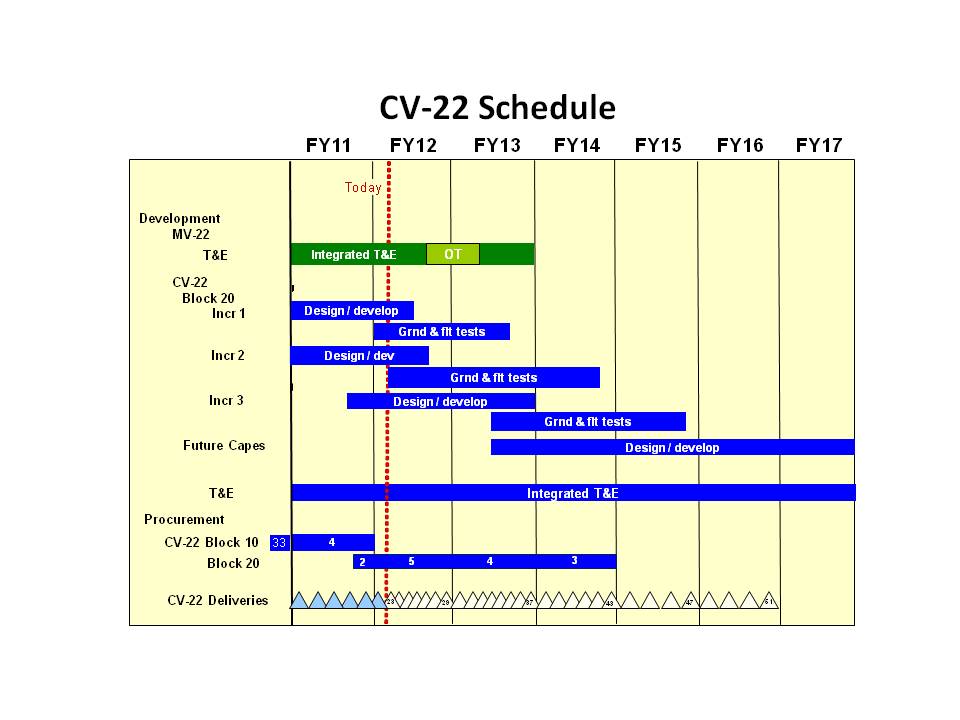 CV-22 Schedule
FY11 FY12 FY13 FY14 FY15 FY16 FY17
Today
Development
MV-22
T&E Integrated T&E OT
CV-22
Block 20
Incr 1 Design / develop
Grnd & flt tests
Incr 2 Design / dev
Grnd & flt tests
Incr 3 Design / develop
Grnd & flt tests
Future Capes Design / develop
T&E Integrated T&E
Procurement
CV-22 Block 10 33 4
Block 20 2 5 4 3
CV-22 Deliveries 23 29 37 43 47 51